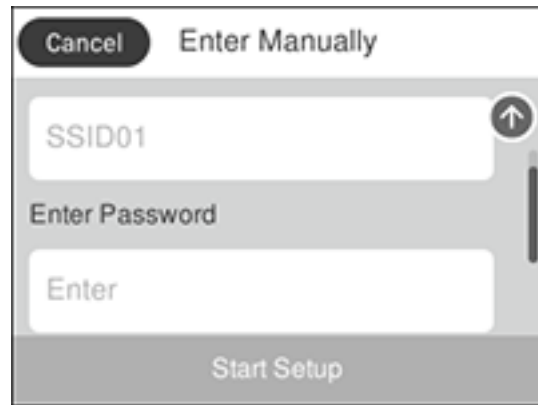 Cancel Enter Manually
SSID01
Enter Password
Enter
Start Setup